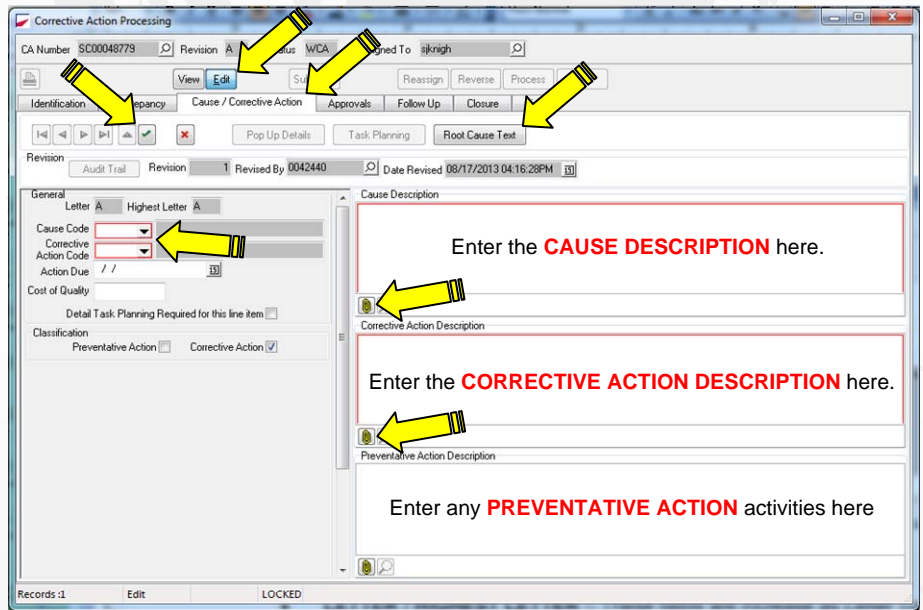 Corrective Action Processing
CA Number SC00048779 Revision A WCA sjknigh
View Edit Reassign Reverse Process
Identification Cause / Corrective Action Approvals Follow Up Closure
Pop Up Details Task Planning Root Cause Text
Revision
Audit Trail Revision 1 Revised By 0042440 Date Revised 08/17/2013 04:16:28PM
General
Letter A Highest Letter A
Cause Code
Corrective
Action Code
Action Due / /
Cost of Quality
Detail Task Planning Required for this line item
Classification
Preventative Action Corrective Action
Cause Description
Enter the CAUSE DESCRIPTION here.
Corrective Action Description
Enter the CORRECTIVE ACTION DESCRIPTION here.
Preventative Action Description
Enter any PREVENTATIVE ACTION activities here
Records :1 Edit LOCKED